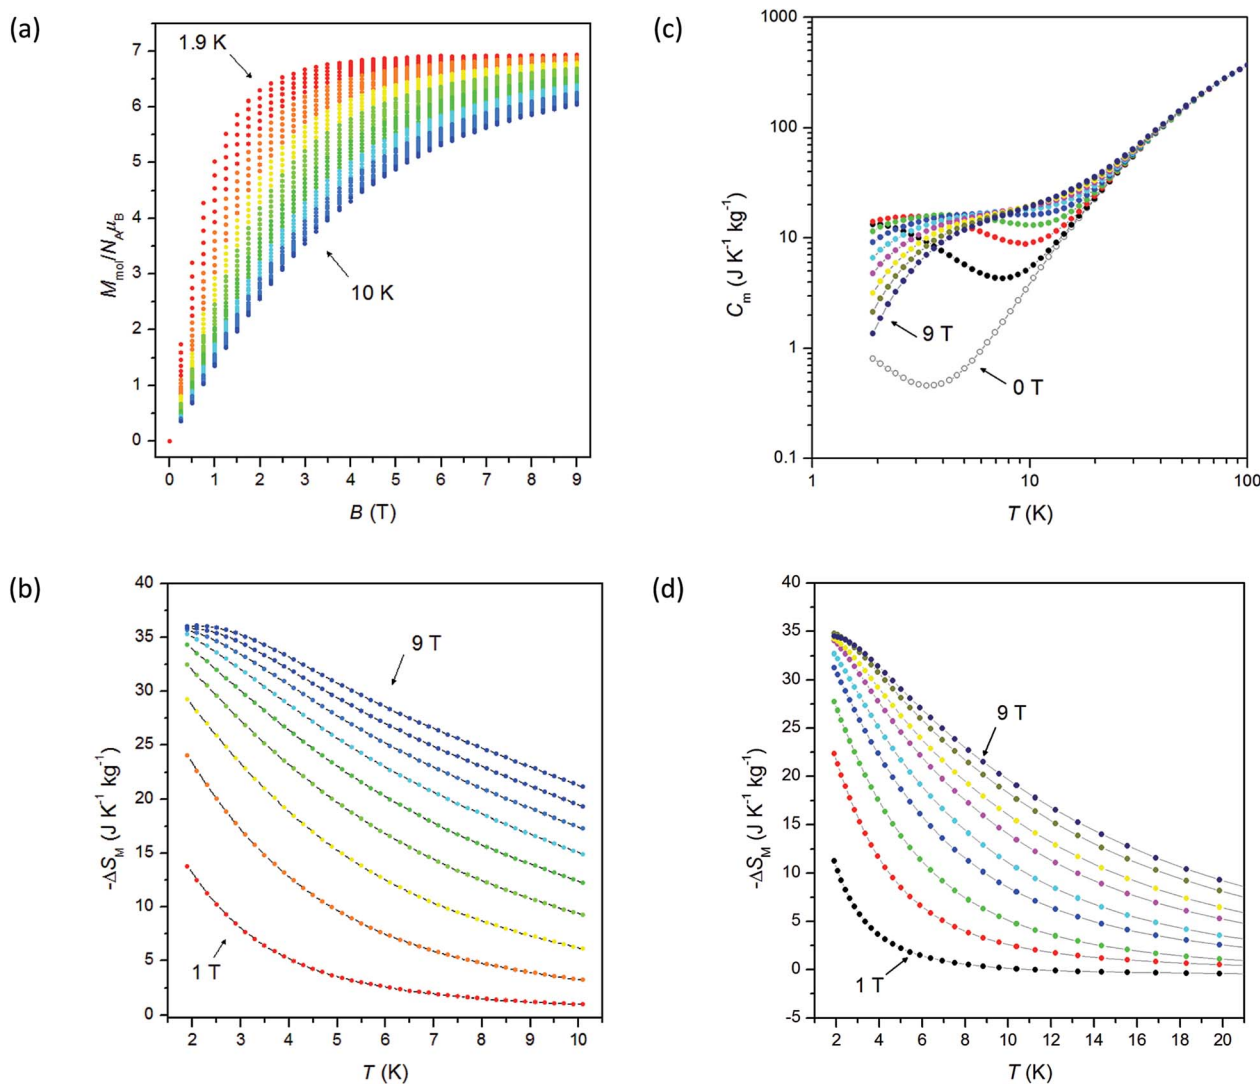 (a)
7
6
5
4
3
2
1
0
M_mol/N_Aμ_B
1.9 K
10 K
0 1 2 3 4 5 6 7 8 9
B (T)
(c)
1000
100
10
1
0.1
C_m (J K⁻¹ kg⁻¹)
9 T
0 T
1 10 100
T (K)
(b)
40
35
30
25
20
15
10
5
0
-ΔS_M (J K⁻¹ kg⁻¹)
9 T
1 T
2 3 4 5 6 7 8 9 10
T (K)
(d)
40
35
30
25
20
15
10
5
0
-5
-ΔS_M (J K⁻¹ kg⁻¹)
9 T
1 T
2 4 6 8 10 12 14 16 18 20
T (K)